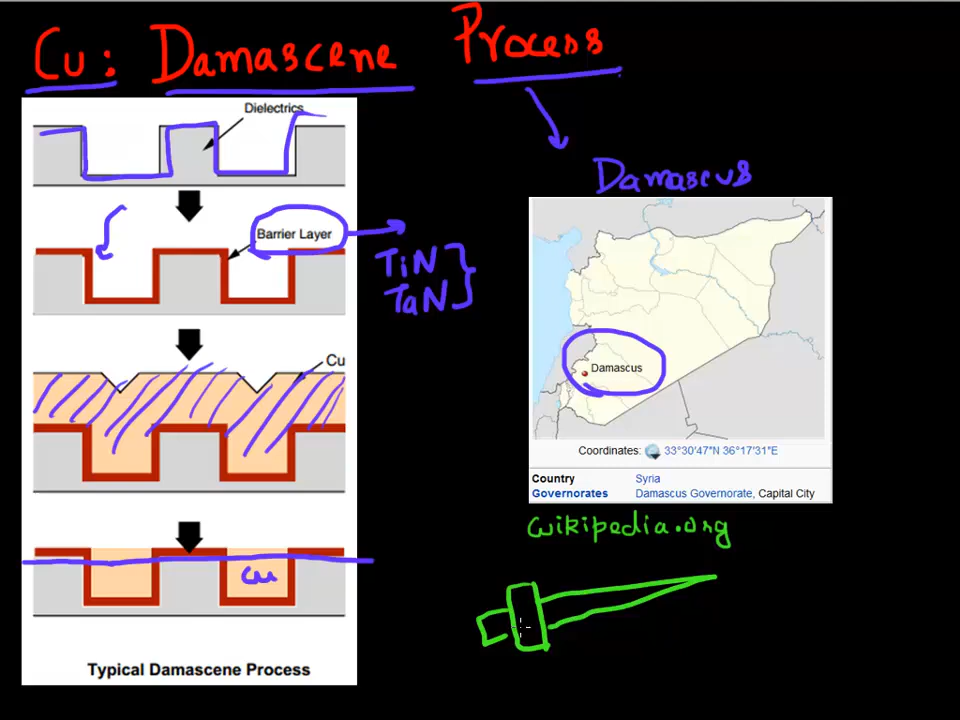 Cu: Damascene Process
Dielectrics
Barrier Layer
TiN
TaN
Cu
Cu
Typical Damascene Process
Damascus
Damascus
Coordinates: 33°30'47"N 36°17'31"E
Country Syria
Governorates Damascus Governorate, Capital City
wikipedia.org